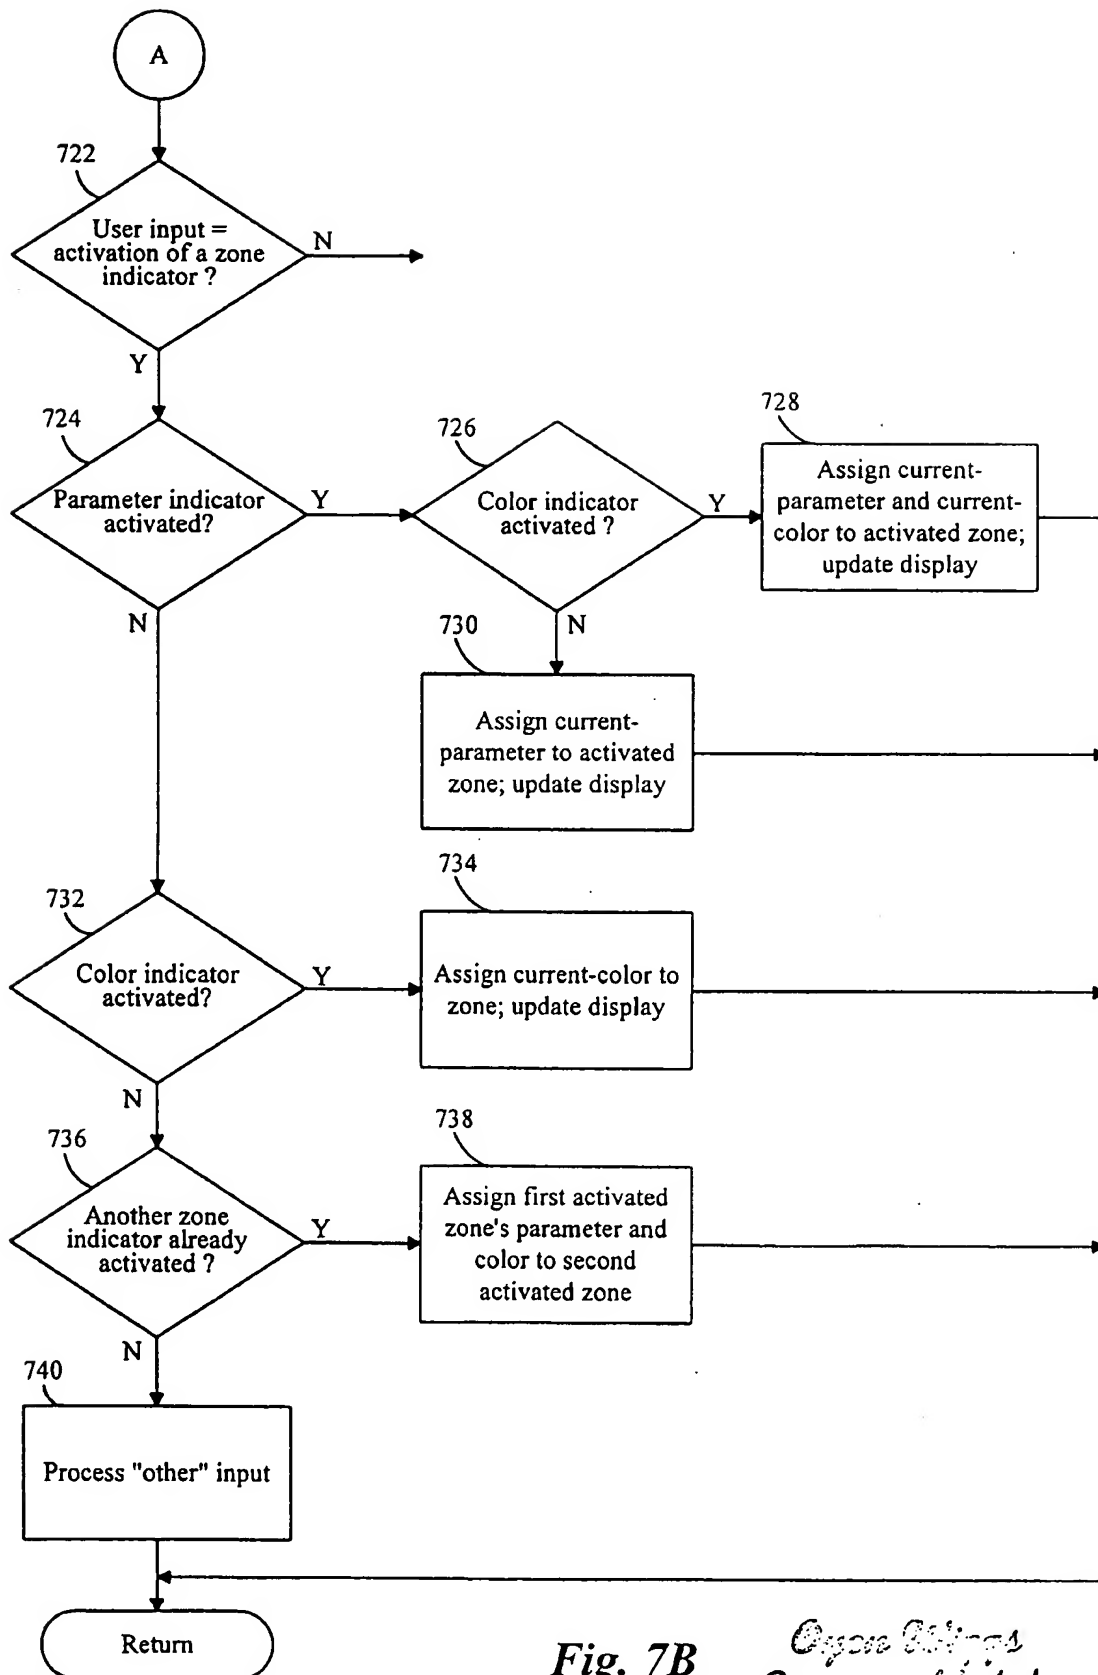 A
722
User input =
activation of a zone
indicator ?
N
Y
724
Parameter indicator
activated?
Y
N
726
Color indicator
activated ?
Y
N
728
Assign current-
parameter and current-
color to activated zone;
update display
730
Assign current-
parameter to activated
zone; update display
732
Color indicator
activated?
Y
N
734
Assign current-color to
zone; update display
736
Another zone
indicator already
activated ?
Y
N
738
Assign first activated
zone's parameter and
color to second
activated zone
740
Process "other" input
Return
Fig. 7B